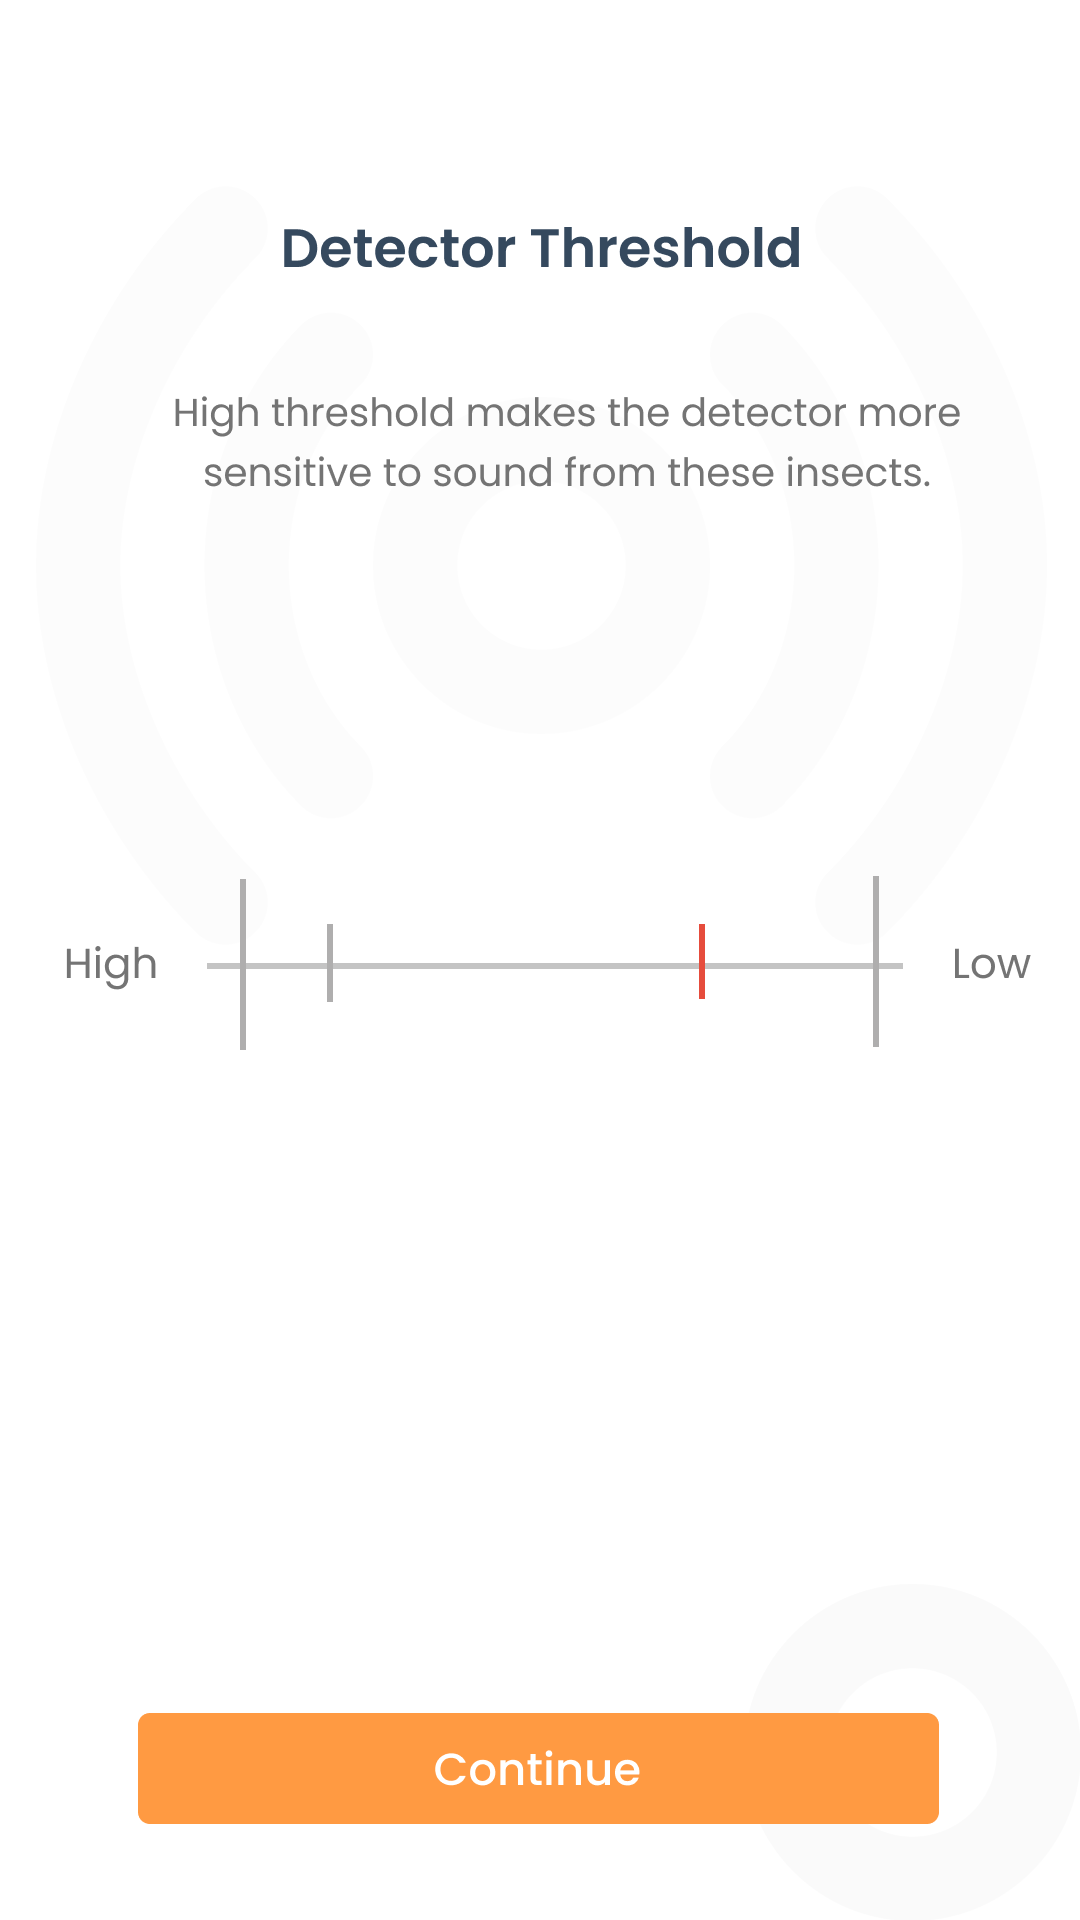 Detector Threshold
High threshold makes the detector more
sensitive to sound from these insects.
High
Low
Continue